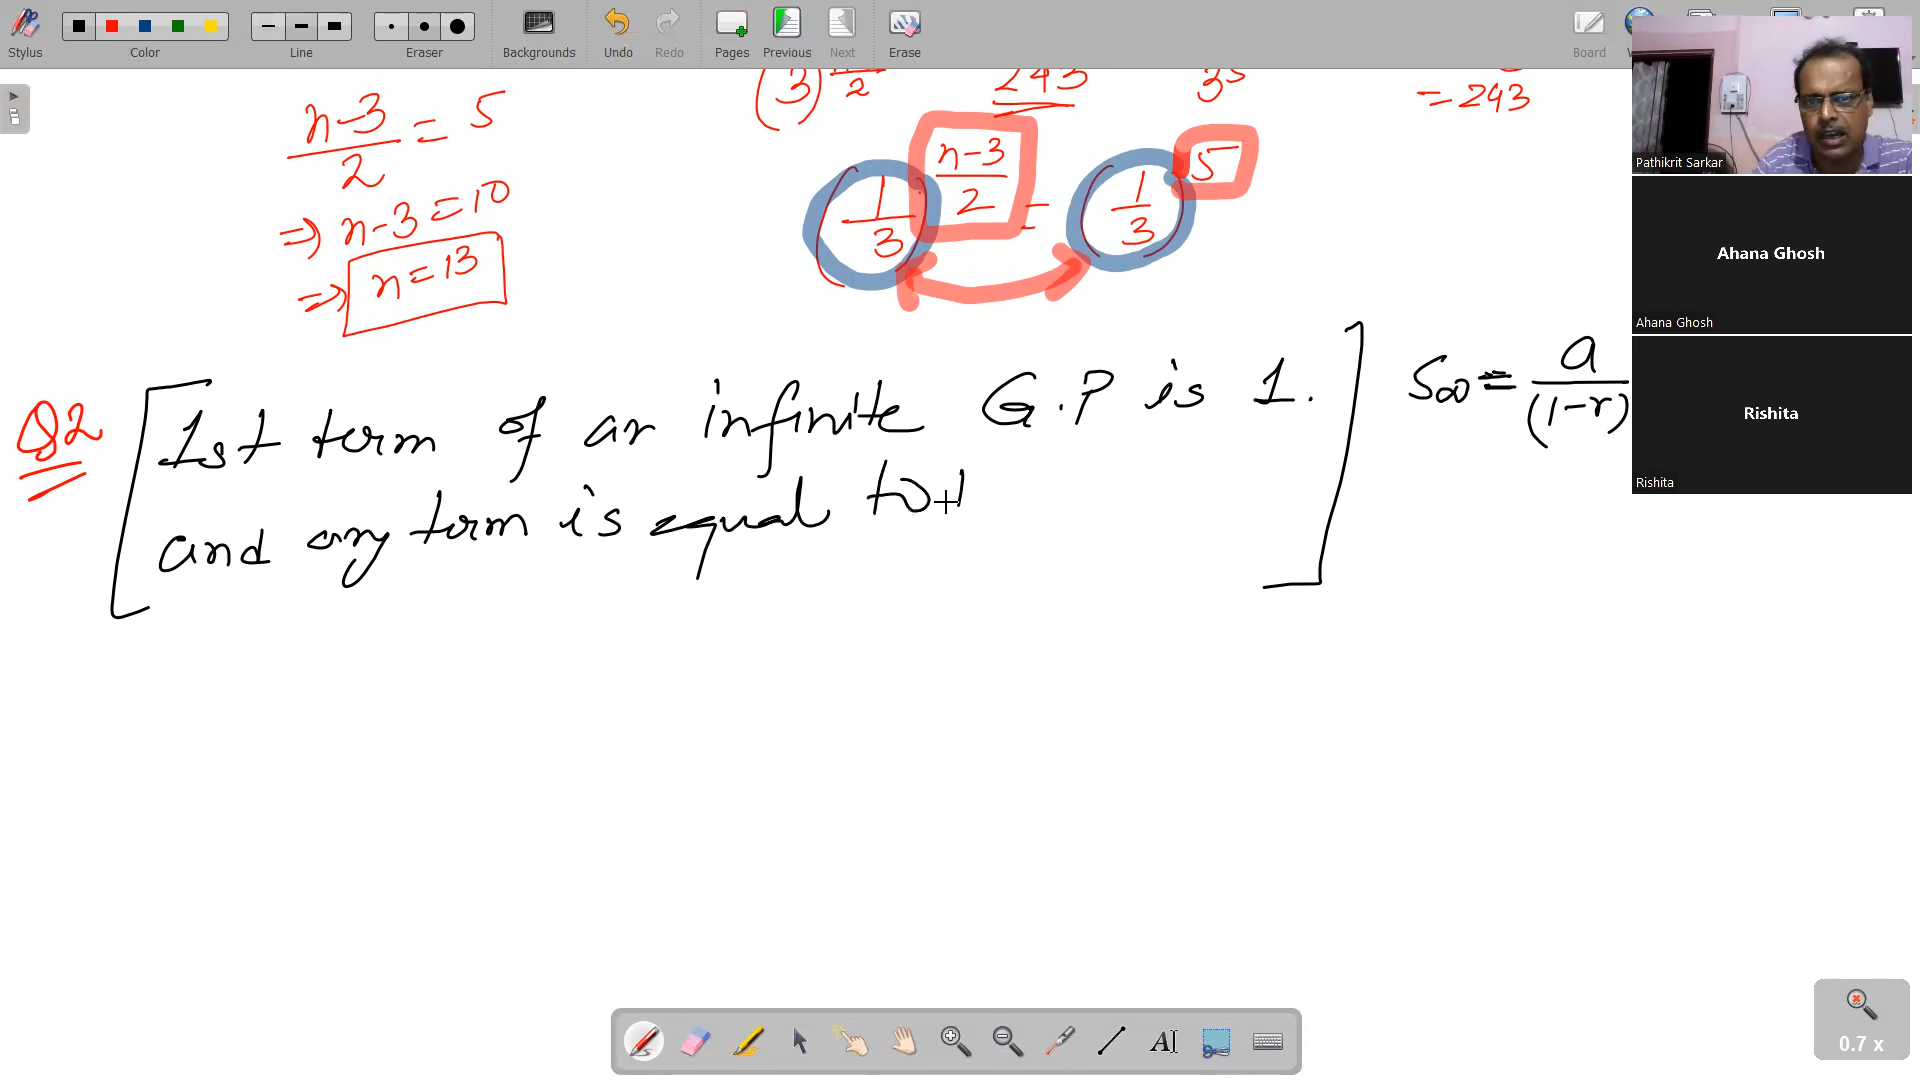 Stylus Color Line Eraser Backgrounds Undo Redo Pages Previous Next Erase Board
(n-3)/2 = 5
⇒ n-3 = 10
⇒ n = 13
243
= 243
(1/3)^((n-3)/2) = (1/3)^5
Q2
1st term of an infinite G.P is 1.
and any term is equal to
S∞ = a/(1-r)
Pathikrit Sarkar
Ahana Ghosh
Ahana Ghosh
Rishita
Rishita
0.7 x